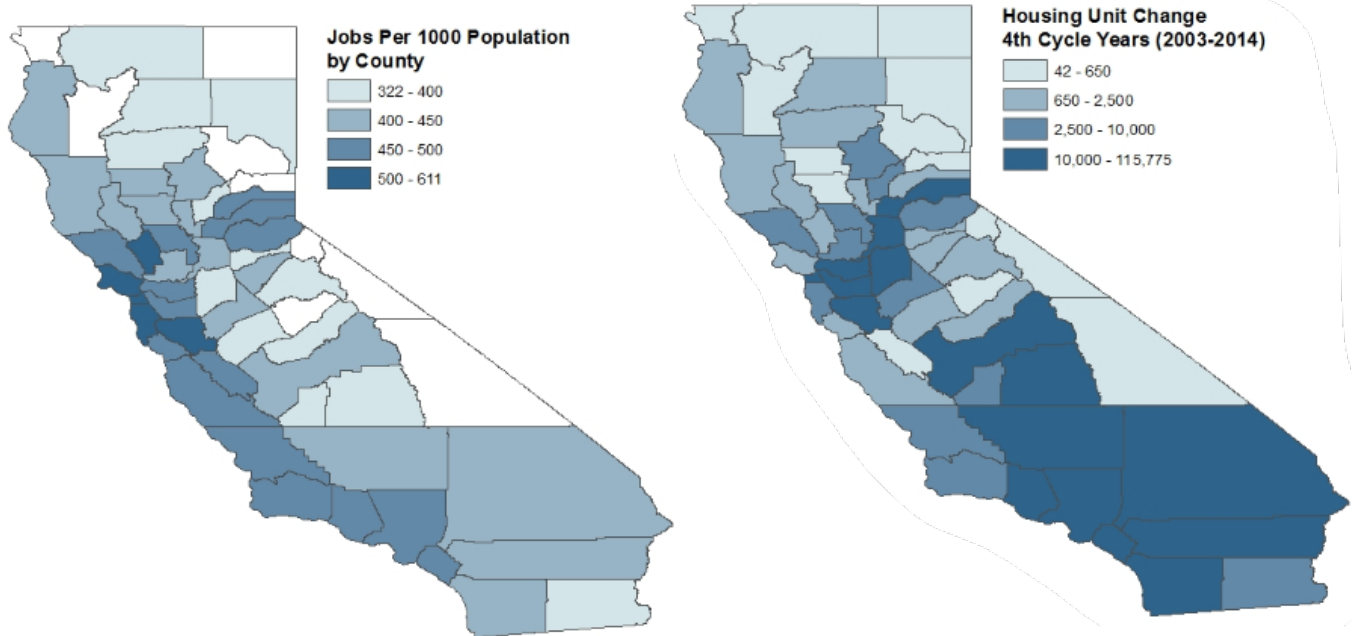 Jobs Per 1000 Population
by County
322 - 400
400 - 450
450 - 500
500 - 611
Housing Unit Change
4th Cycle Years (2003-2014)
42 - 650
650 - 2,500
2,500 - 10,000
10,000 - 115,775